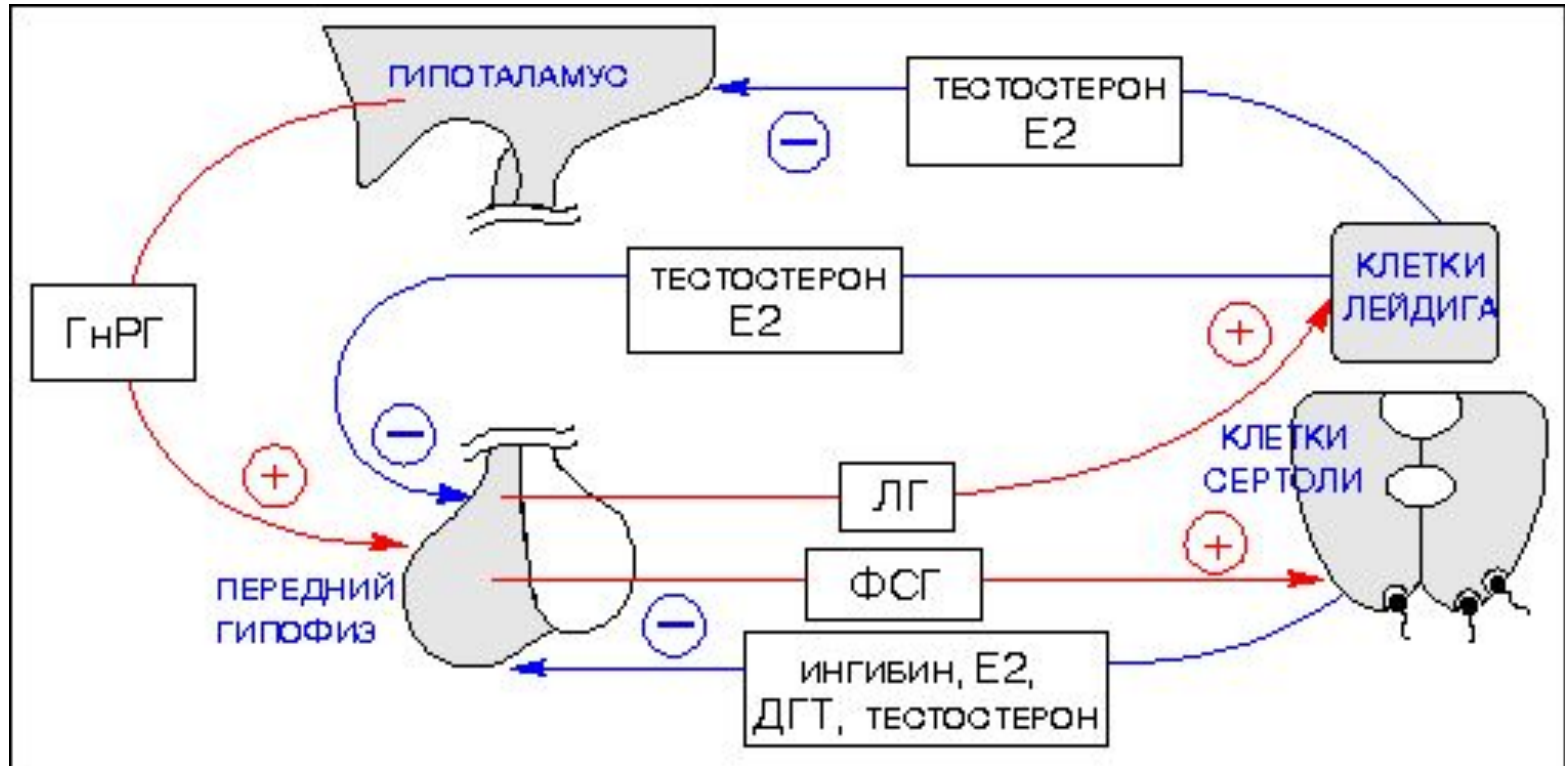 ГИПОТАЛАМУС
ТЕСТОСТЕРОН
Е2
ТЕСТОСТЕРОН
Е2
КЛЕТКИ
ЛЕЙДИГА
ГнРГ
КЛЕТКИ
СЕРТОЛИ
ЛГ
ФСГ
ПЕРЕДНИЙ
ГИПОФИЗ
ИНГИБИН, Е2,
ДГТ, ТЕСТОСТЕРОН